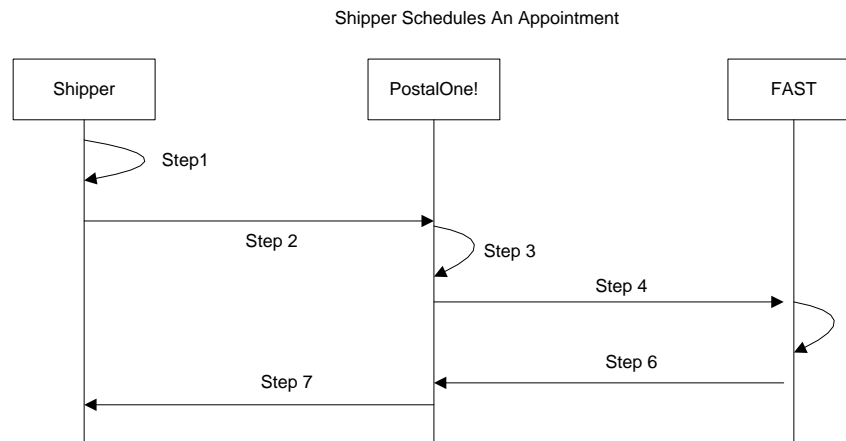 Shipper Schedules An Appointment
Shipper
PostalOne!
FAST
Step1
Step 2
Step 3
Step 4
Step 6
Step 7